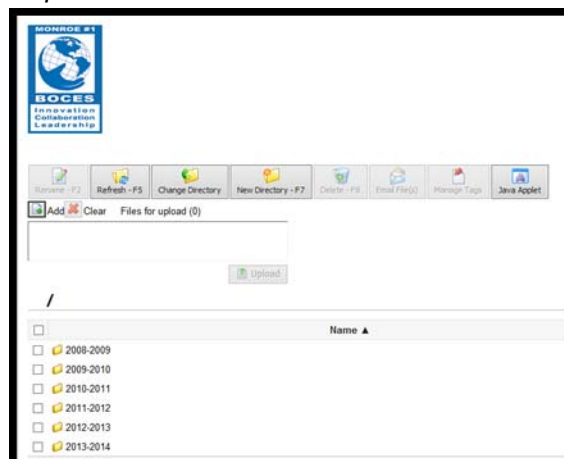 MONROE #1
BOCES
Innovation
Collaboration
Leadership
Rename - F2 Refresh - F5 Change Directory New Directory - F7 Delete - F8 Email File(s) Manage Tags Java Applet
Add Clear Files for upload (0)
Upload
/
Name ▲
2008-2009
2009-2010
2010-2011
2011-2012
2012-2013
2013-2014